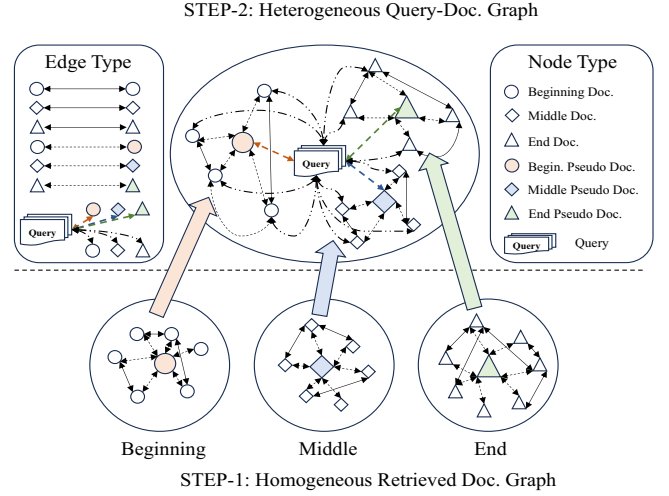 STEP-2: Heterogeneous Query-Doc. Graph
Edge Type
Query
Query
Node Type
Beginning Doc.
Middle Doc.
End Doc.
Begin. Pseudo Doc.
Middle Pseudo Doc.
End Pseudo Doc.
Query Query
Beginning
Middle
End
STEP-1: Homogeneous Retrieved Doc. Graph